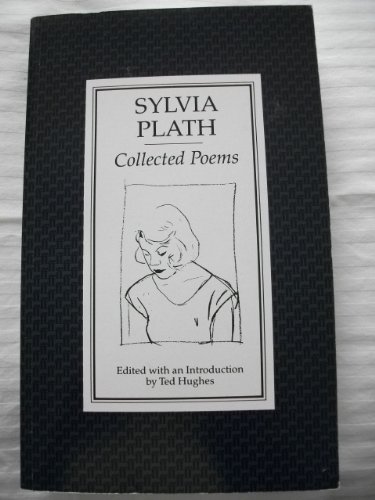 SYLVIA
PLATH
Collected Poems
Edited with an Introduction
by Ted Hughes